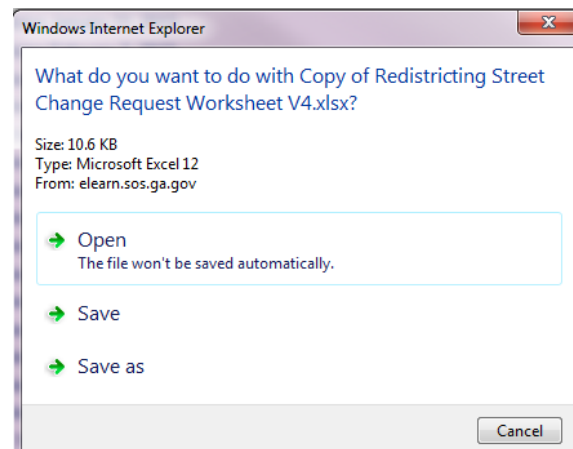 Windows Internet Explorer
What do you want to do with Copy of Redistricting Street
Change Request Worksheet V4.xlsx?
Size: 10.6 KB
Type: Microsoft Excel 12
From: elearn.sos.ga.gov
Open
The file won't be saved automatically.
Save
Save as
Cancel